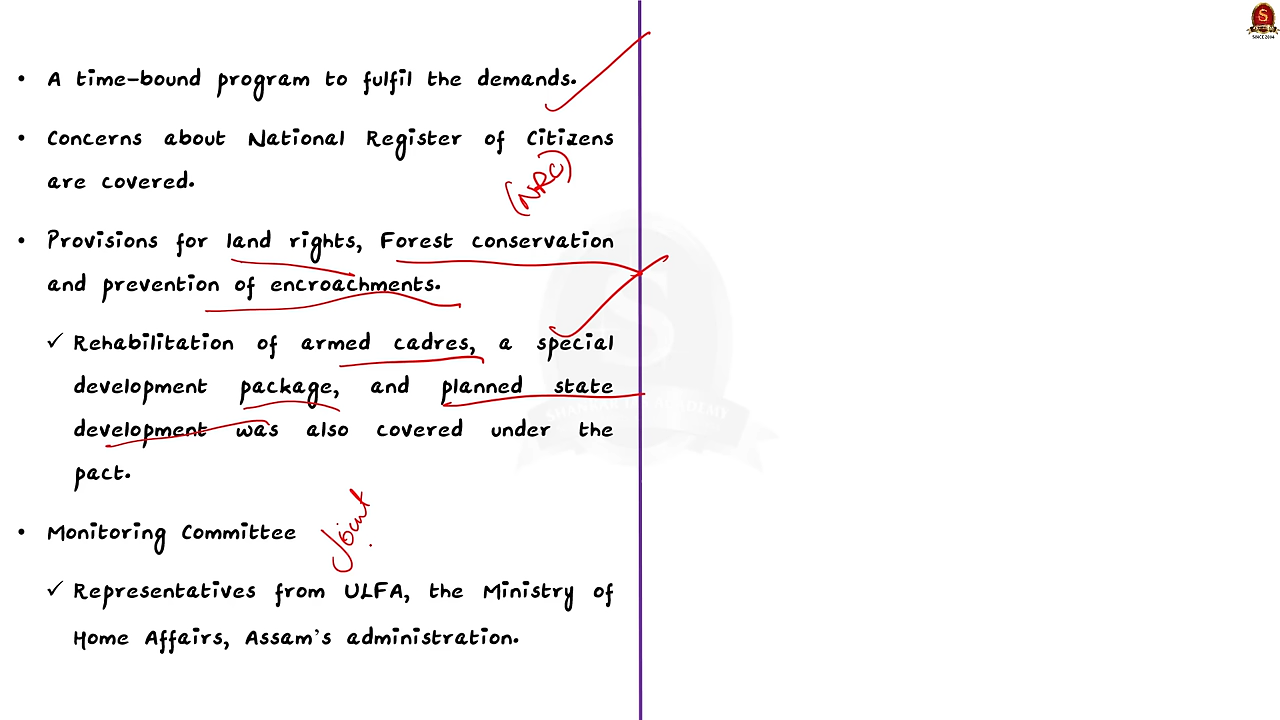 • A time-bound program to fulfil the demands.
• Concerns about National Register of Citizens
are covered.
(NRC)
• Provisions for land rights, Forest conservation
and prevention of encroachments.
✓ Rehabilitation of armed cadres, a special
development package, and planned state
development was also covered under the
pact.
• Monitoring Committee
Joint
✓ Representatives from ULFA, the Ministry of
Home Affairs, Assam's administration.
S
SINCE 2004